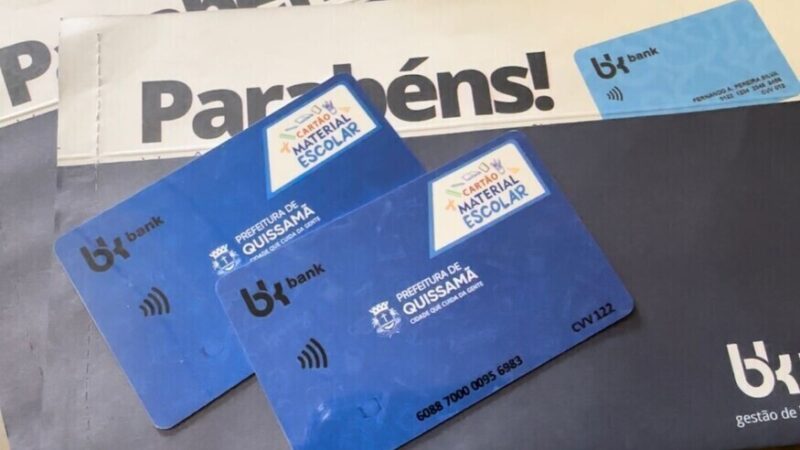 Parabéns!
bk bank
FERNANDO A. PEREIRA SILVA
CVV 012
CARTÃO
MATERIAL
ESCOLAR
bk bank
PREFEITURA DE
QUISSAMÃ
CIDADE QUE CUIDA DA GENTE
CARTÃO
MATERIAL
ESCOLAR
bk bank
PREFEITURA DE
QUISSAMÃ
CIDADE QUE CUIDA DA GENTE
CVV 122
6088 7000 0095 6983
bk
gestão de